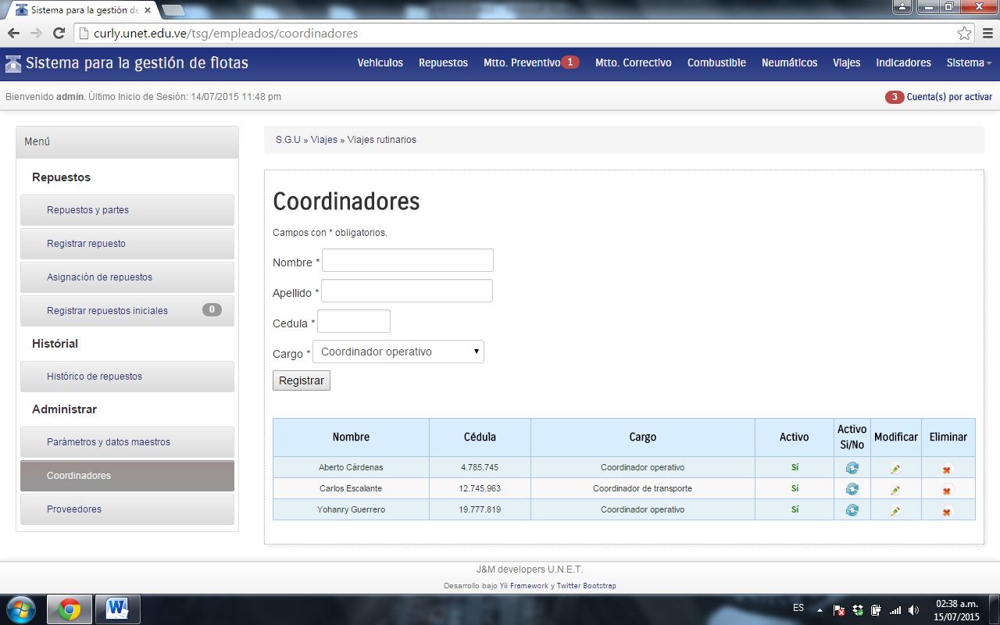 Sistema para la gestión de
curly.unet.edu.ve/tsg/empleados/coordinadores
Sistema para la gestión de flotas
Vehiculos Repuestos Mtto. Preventivo 1 Mtto. Correctivo Combustible Neumáticos Viajes Indicadores Sistema
Bienvenido admin. Último Inicio de Sesión: 14/07/2015 11:48 pm
3 Cuenta(s) por activar
Menú
Repuestos
Repuestos y partes
Registrar repuesto
Asignación de repuestos
Registrar repuestos iniciales 0
Histórial
Histórico de repuestos
Administrar
Parámetros y datos maestros
Coordinadores
Proveedores
S.G.U » Viajes » Viajes rutinarios
Coordinadores
Campos con * obligatorios.
Nombre *
Apellido *
Cedula *
Cargo * Coordinador operativo
Registrar
Nombre Cédula Cargo Activo Activo Si/No Modificar Eliminar
Aberto Cárdenas 4.785.745 Coordinador operativo Sí
Carlos Escalante 12.745.963 Coordinador de transporte Sí
Yohanry Guerrero 19.777.819 Coordinador operativo Sí
J&M developers U.N.E.T.
Desarrollo bajo Yii Framework y Twitter Bootstrap
ES
02:38 a.m.
15/07/2015